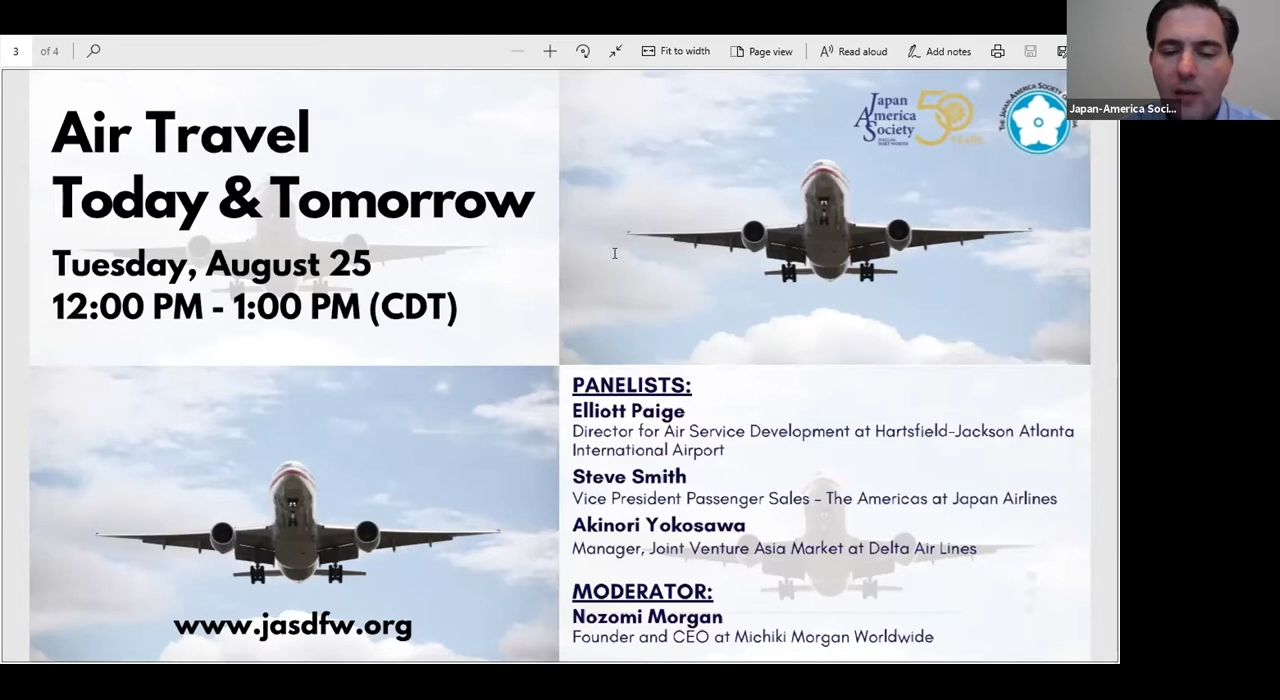 3 of 4
Fit to width
Page view
Read aloud
Add notes
Japan-America Soci...
Air Travel
Today & Tomorrow
Tuesday, August 25
12:00 PM - 1:00 PM (CDT)
Japan
America
Society
50
YEARS
www.jasdfw.org
PANELISTS:
Elliott Paige
Director for Air Service Development at Hartsfield-Jackson Atlanta
International Airport
Steve Smith
Vice President Passenger Sales - The Americas at Japan Airlines
Akinori Yokosawa
Manager, Joint Venture Asia Market at Delta Air Lines
MODERATOR:
Nozomi Morgan
Founder and CEO at Michiki Morgan Worldwide